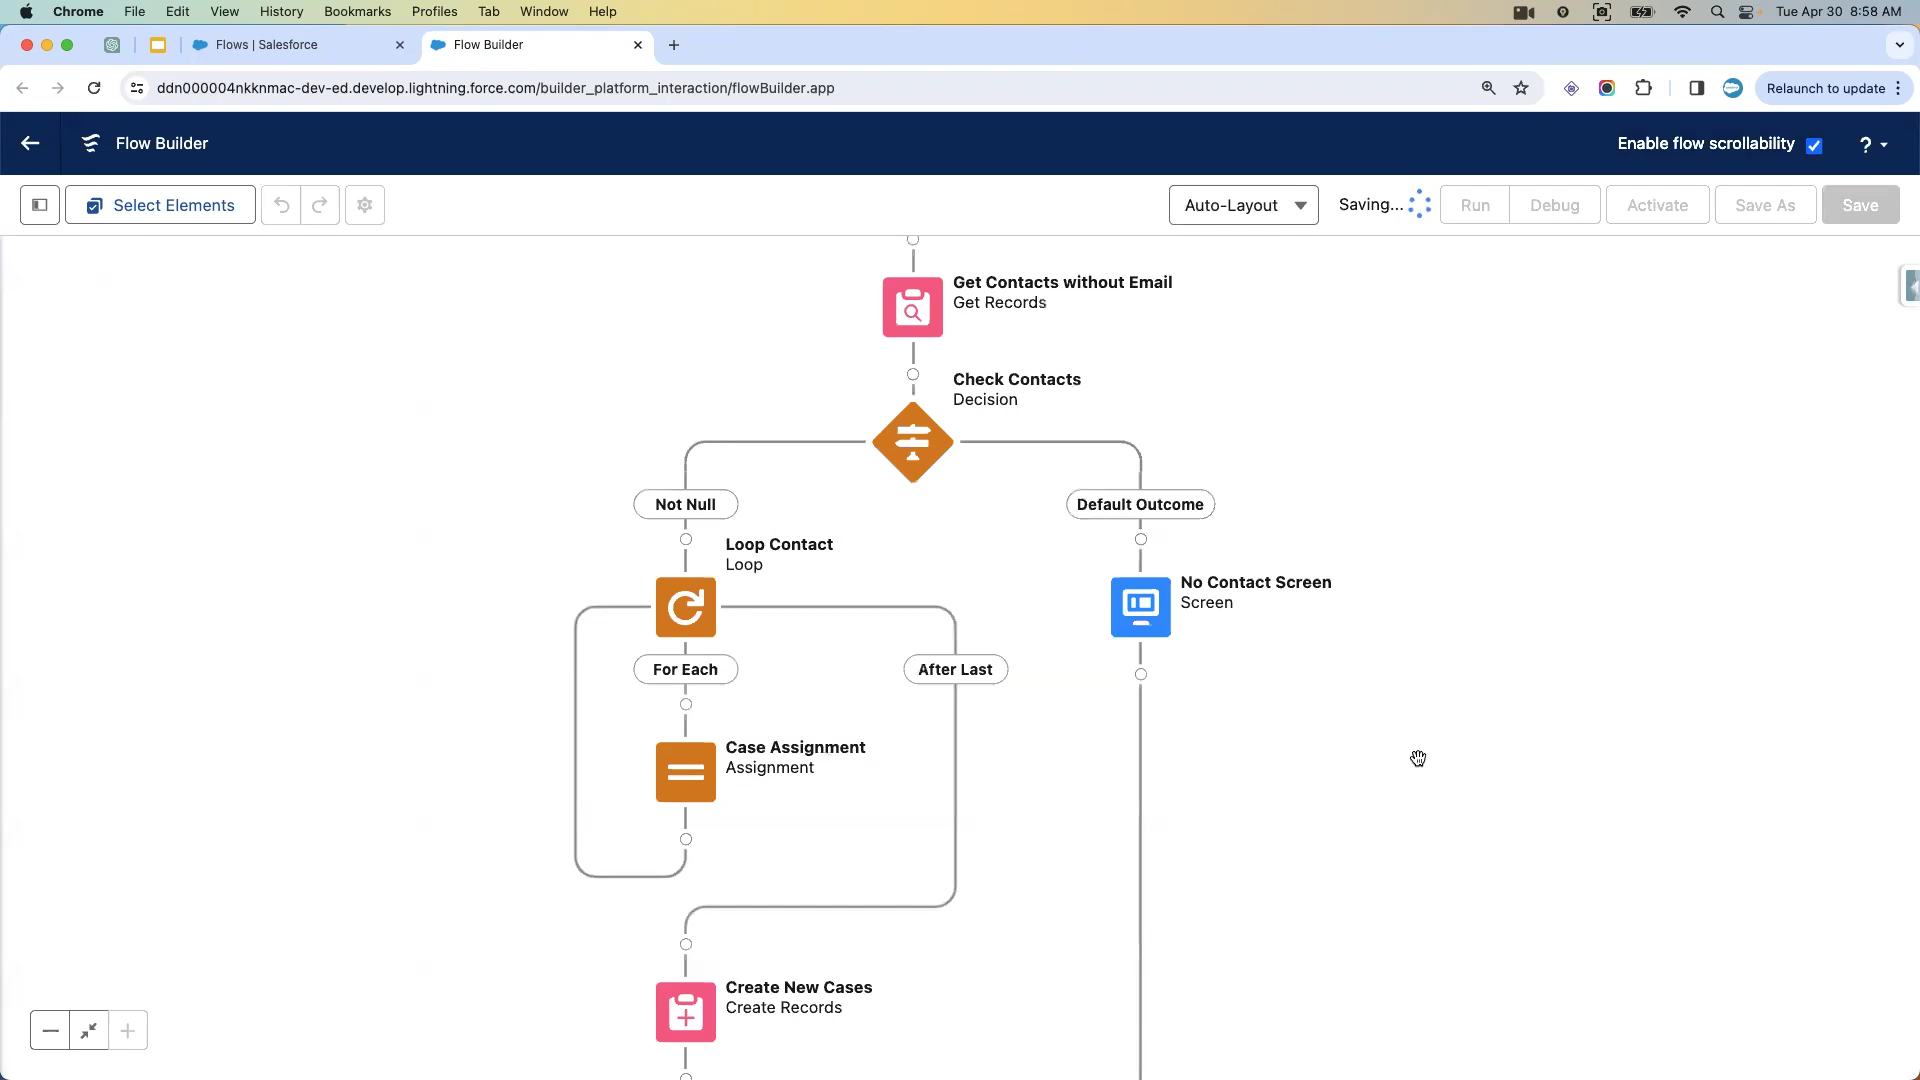 Chrome File Edit View History Bookmarks Profiles Tab Window Help Tue Apr 30 8:58 AM
Flows | Salesforce Flow Builder
ddn000004nkknmac-dev-ed.develop.lightning.force.com/builder_platform_interaction/flowBuilder.app Relaunch to update
Flow Builder Enable flow scrollability ?
Select Elements Auto-Layout Saving... Run Debug Activate Save As Save
Get Contacts without Email
Get Records
Check Contacts
Decision
Not Null Default Outcome
Loop Contact
Loop
No Contact Screen
Screen
For Each After Last
Case Assignment
Assignment
Create New Cases
Create Records